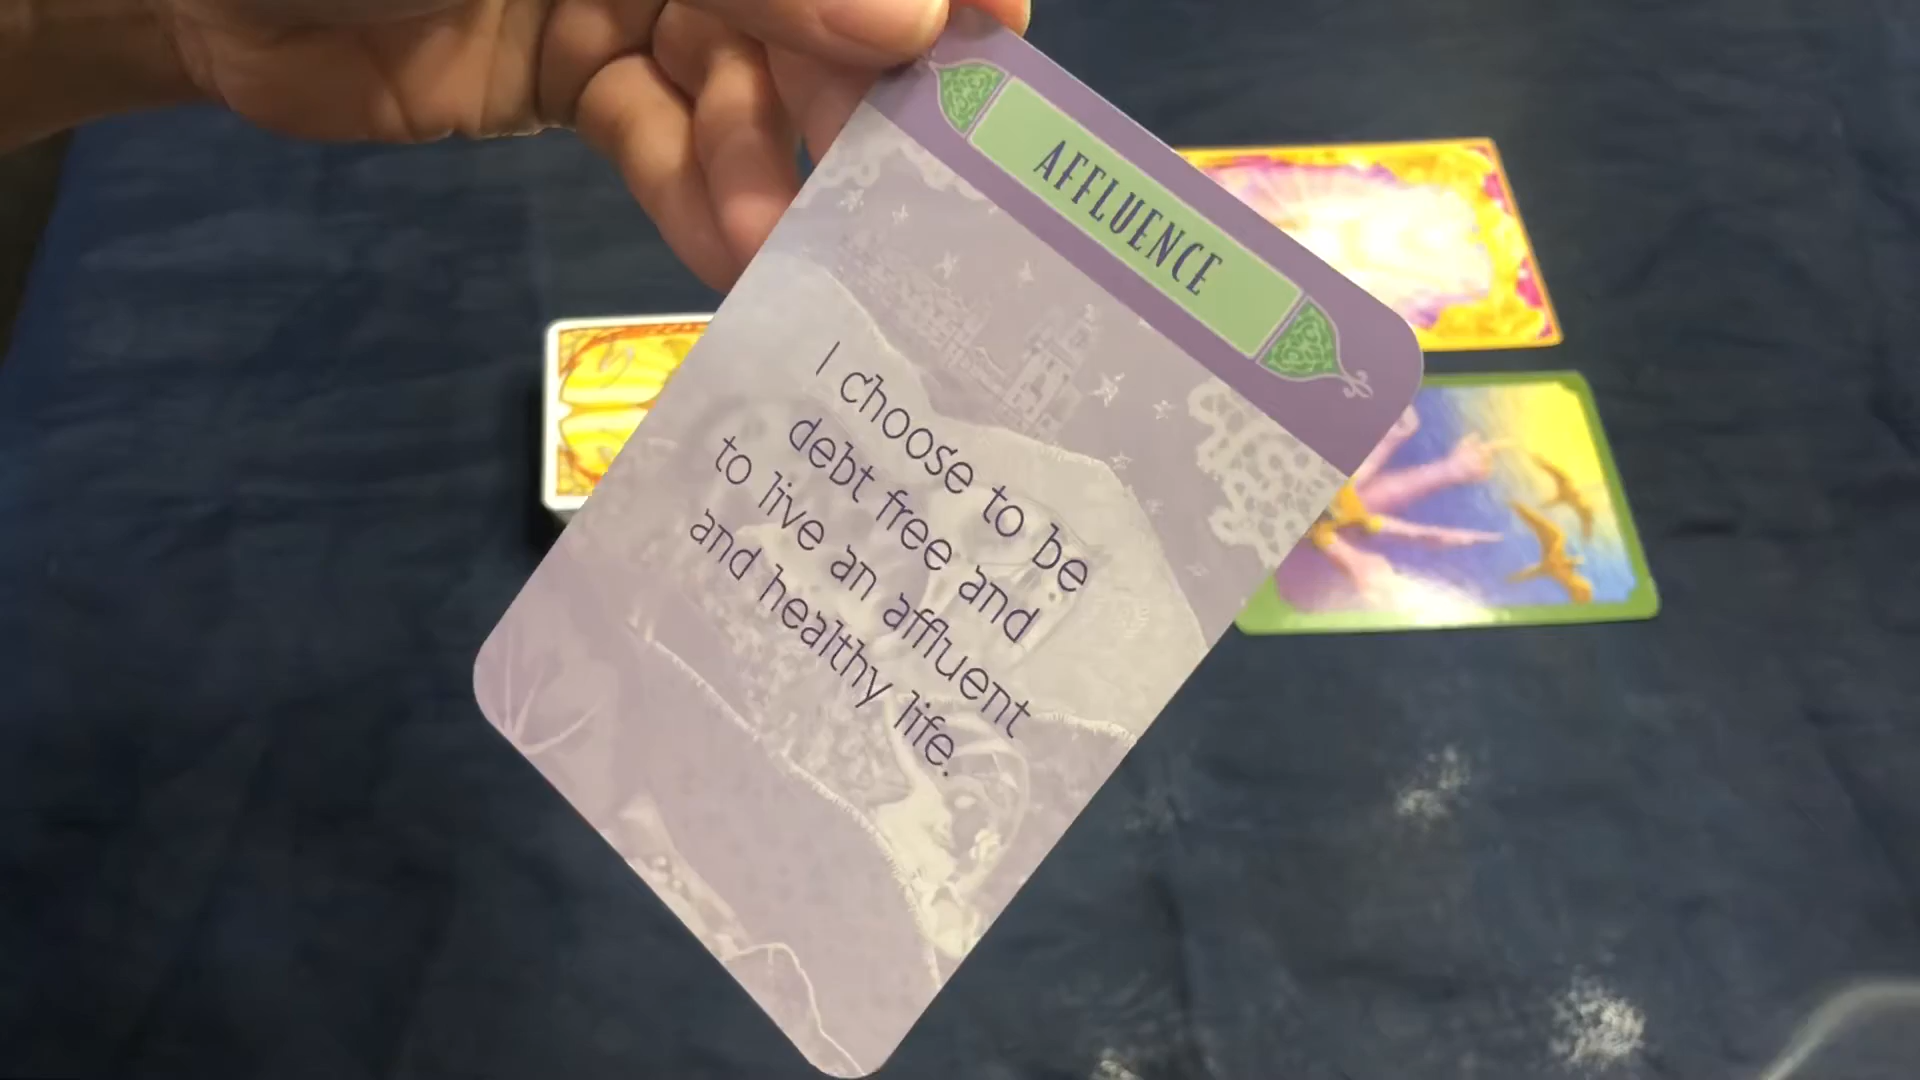 AFFLUENCE
I choose to be
debt free and
to live an affluent
and healthy life.